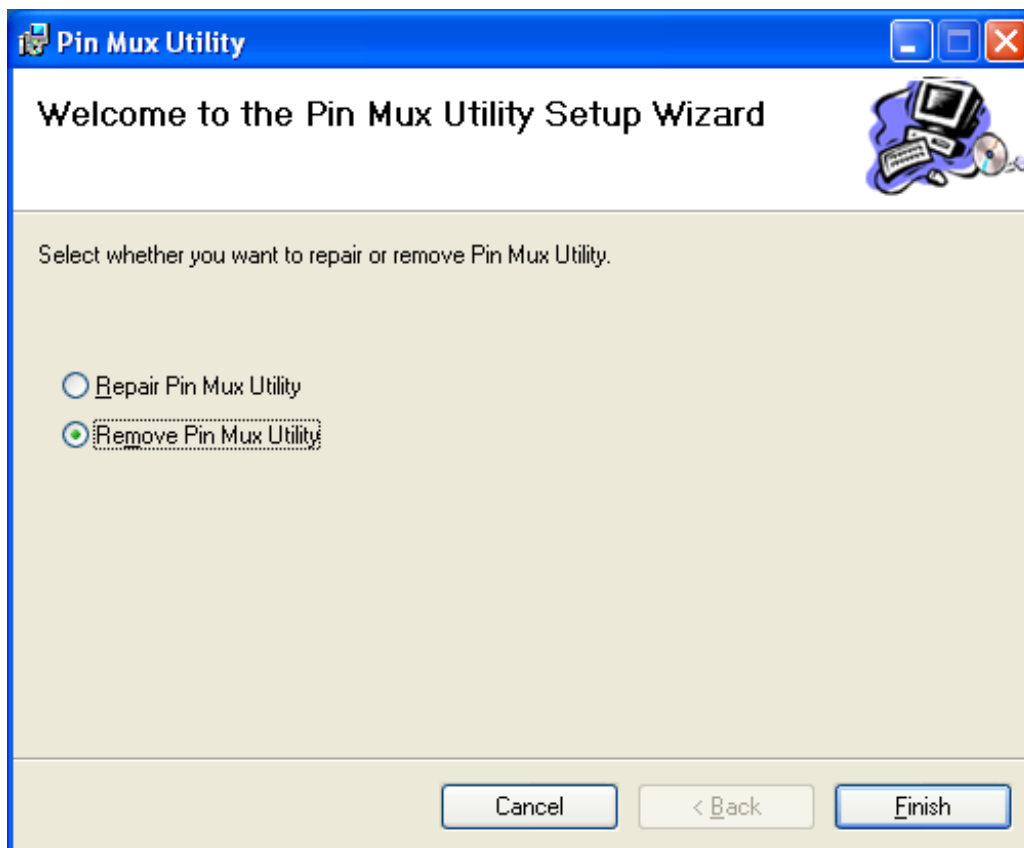 Pin Mux Utility
Welcome to the Pin Mux Utility Setup Wizard
Select whether you want to repair or remove Pin Mux Utility.
Repair Pin Mux Utility
Remove Pin Mux Utility
Cancel
< Back
Finish